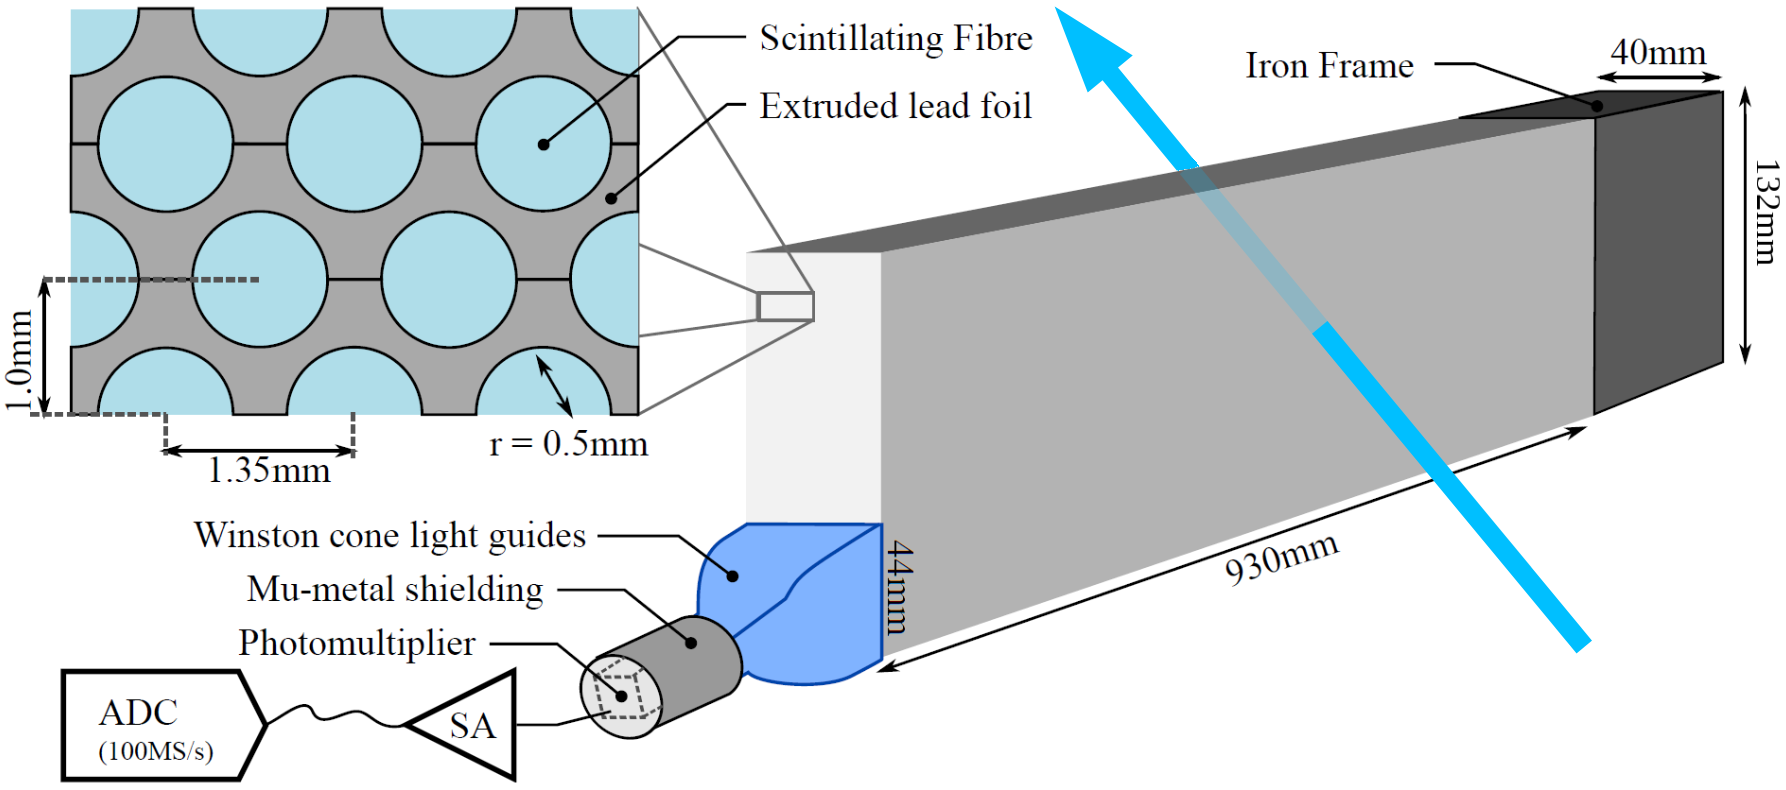 Scintillating Fibre
Extruded lead foil
Iron Frame
40mm
132mm
1.0mm
1.35mm
r = 0.5mm
Winston cone light guides
Mu-metal shielding
Photomultiplier
44mm
930mm
ADC
(100MS/s)
SA